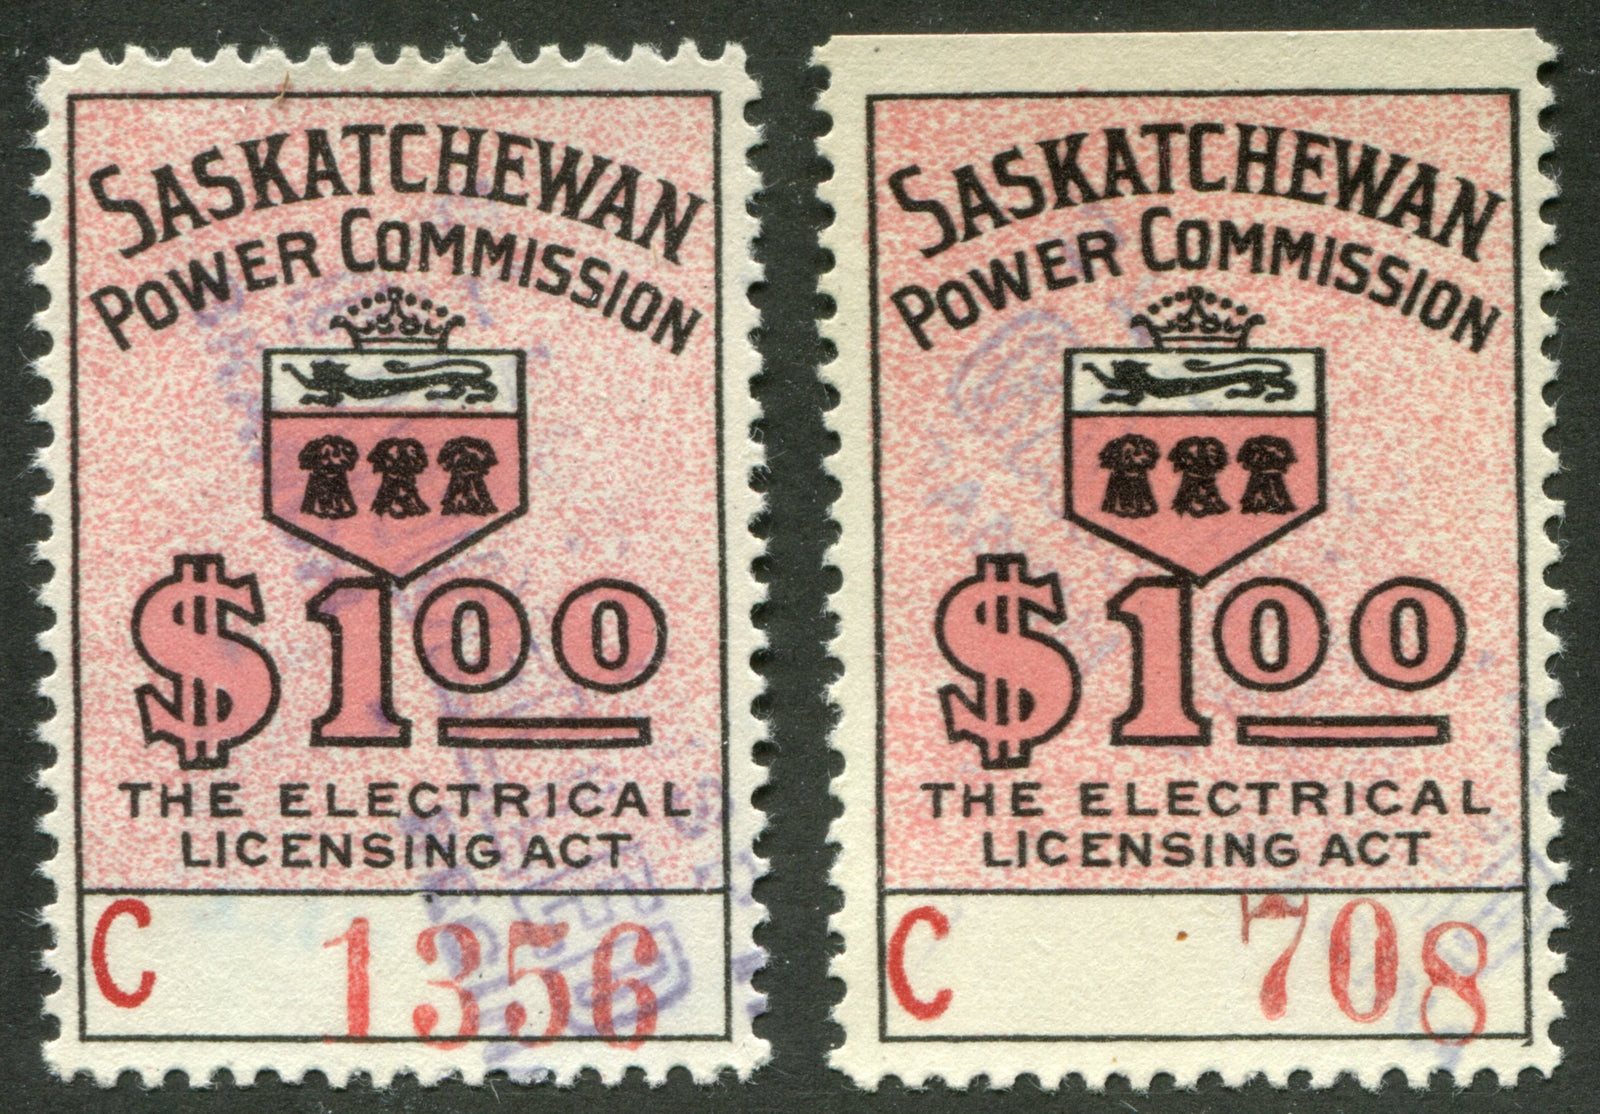 SASKATCHEWAN
POWER COMMISSION
$1.00
THE ELECTRICAL
LICENSING ACT
C 1356
SASKATCHEWAN
POWER COMMISSION
$1.00
THE ELECTRICAL
LICENSING ACT
C 708